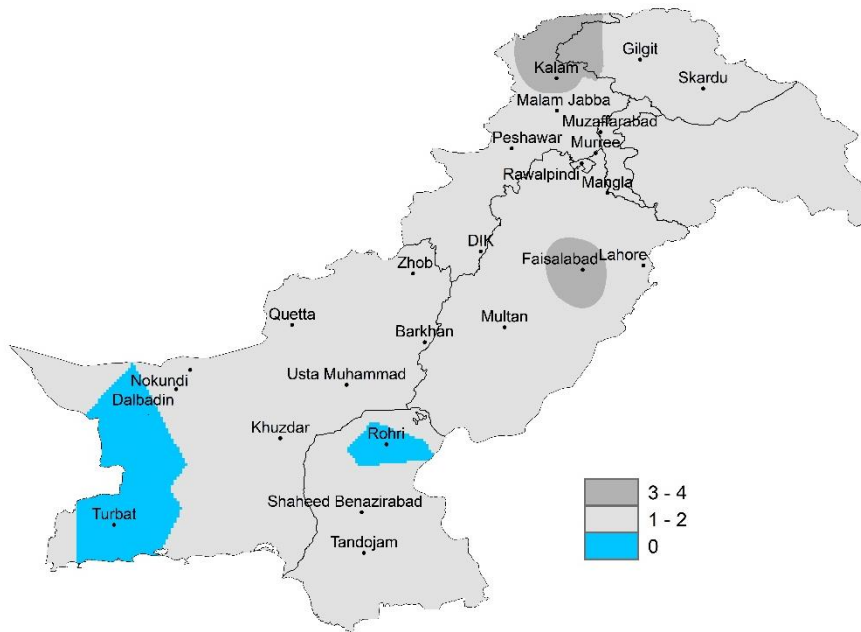 Gilgit
Kalam
Skardu
Malam Jabba
Muzaffarabad
Peshawar
Murree
Rawalpindi
Mangla
DIK
Zhob
Faisalabad
Lahore
Quetta
Multan
Barkhan
Nokundi
Usta Muhammad
Dalbadin
Khuzdar
Rohri
Shaheed Benazirabad
Turbat
Tandojam
3 - 4
1 - 2
0